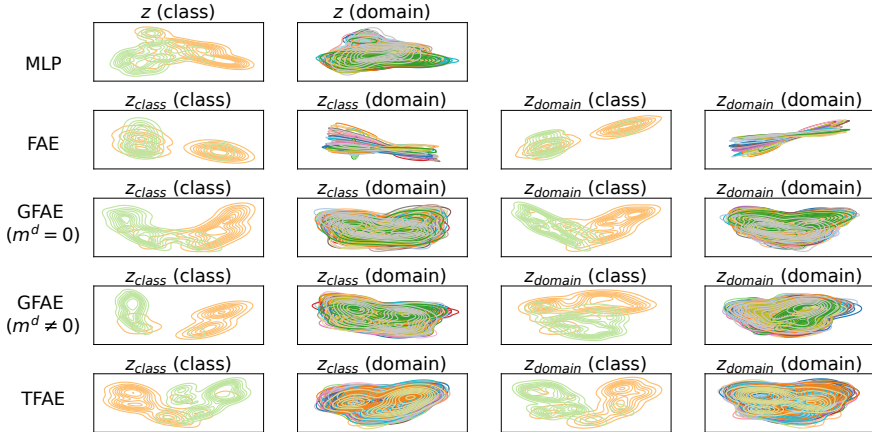 z (class) z (domain)
MLP
z_class (class) z_class (domain) z_domain (class) z_domain (domain)
FAE
z_class (class) z_class (domain) z_domain (class) z_domain (domain)
GFAE
(m^d = 0)
z_class (class) z_class (domain) z_domain (class) z_domain (domain)
GFAE
(m^d ≠ 0)
z_class (class) z_class (domain) z_domain (class) z_domain (domain)
TFAE